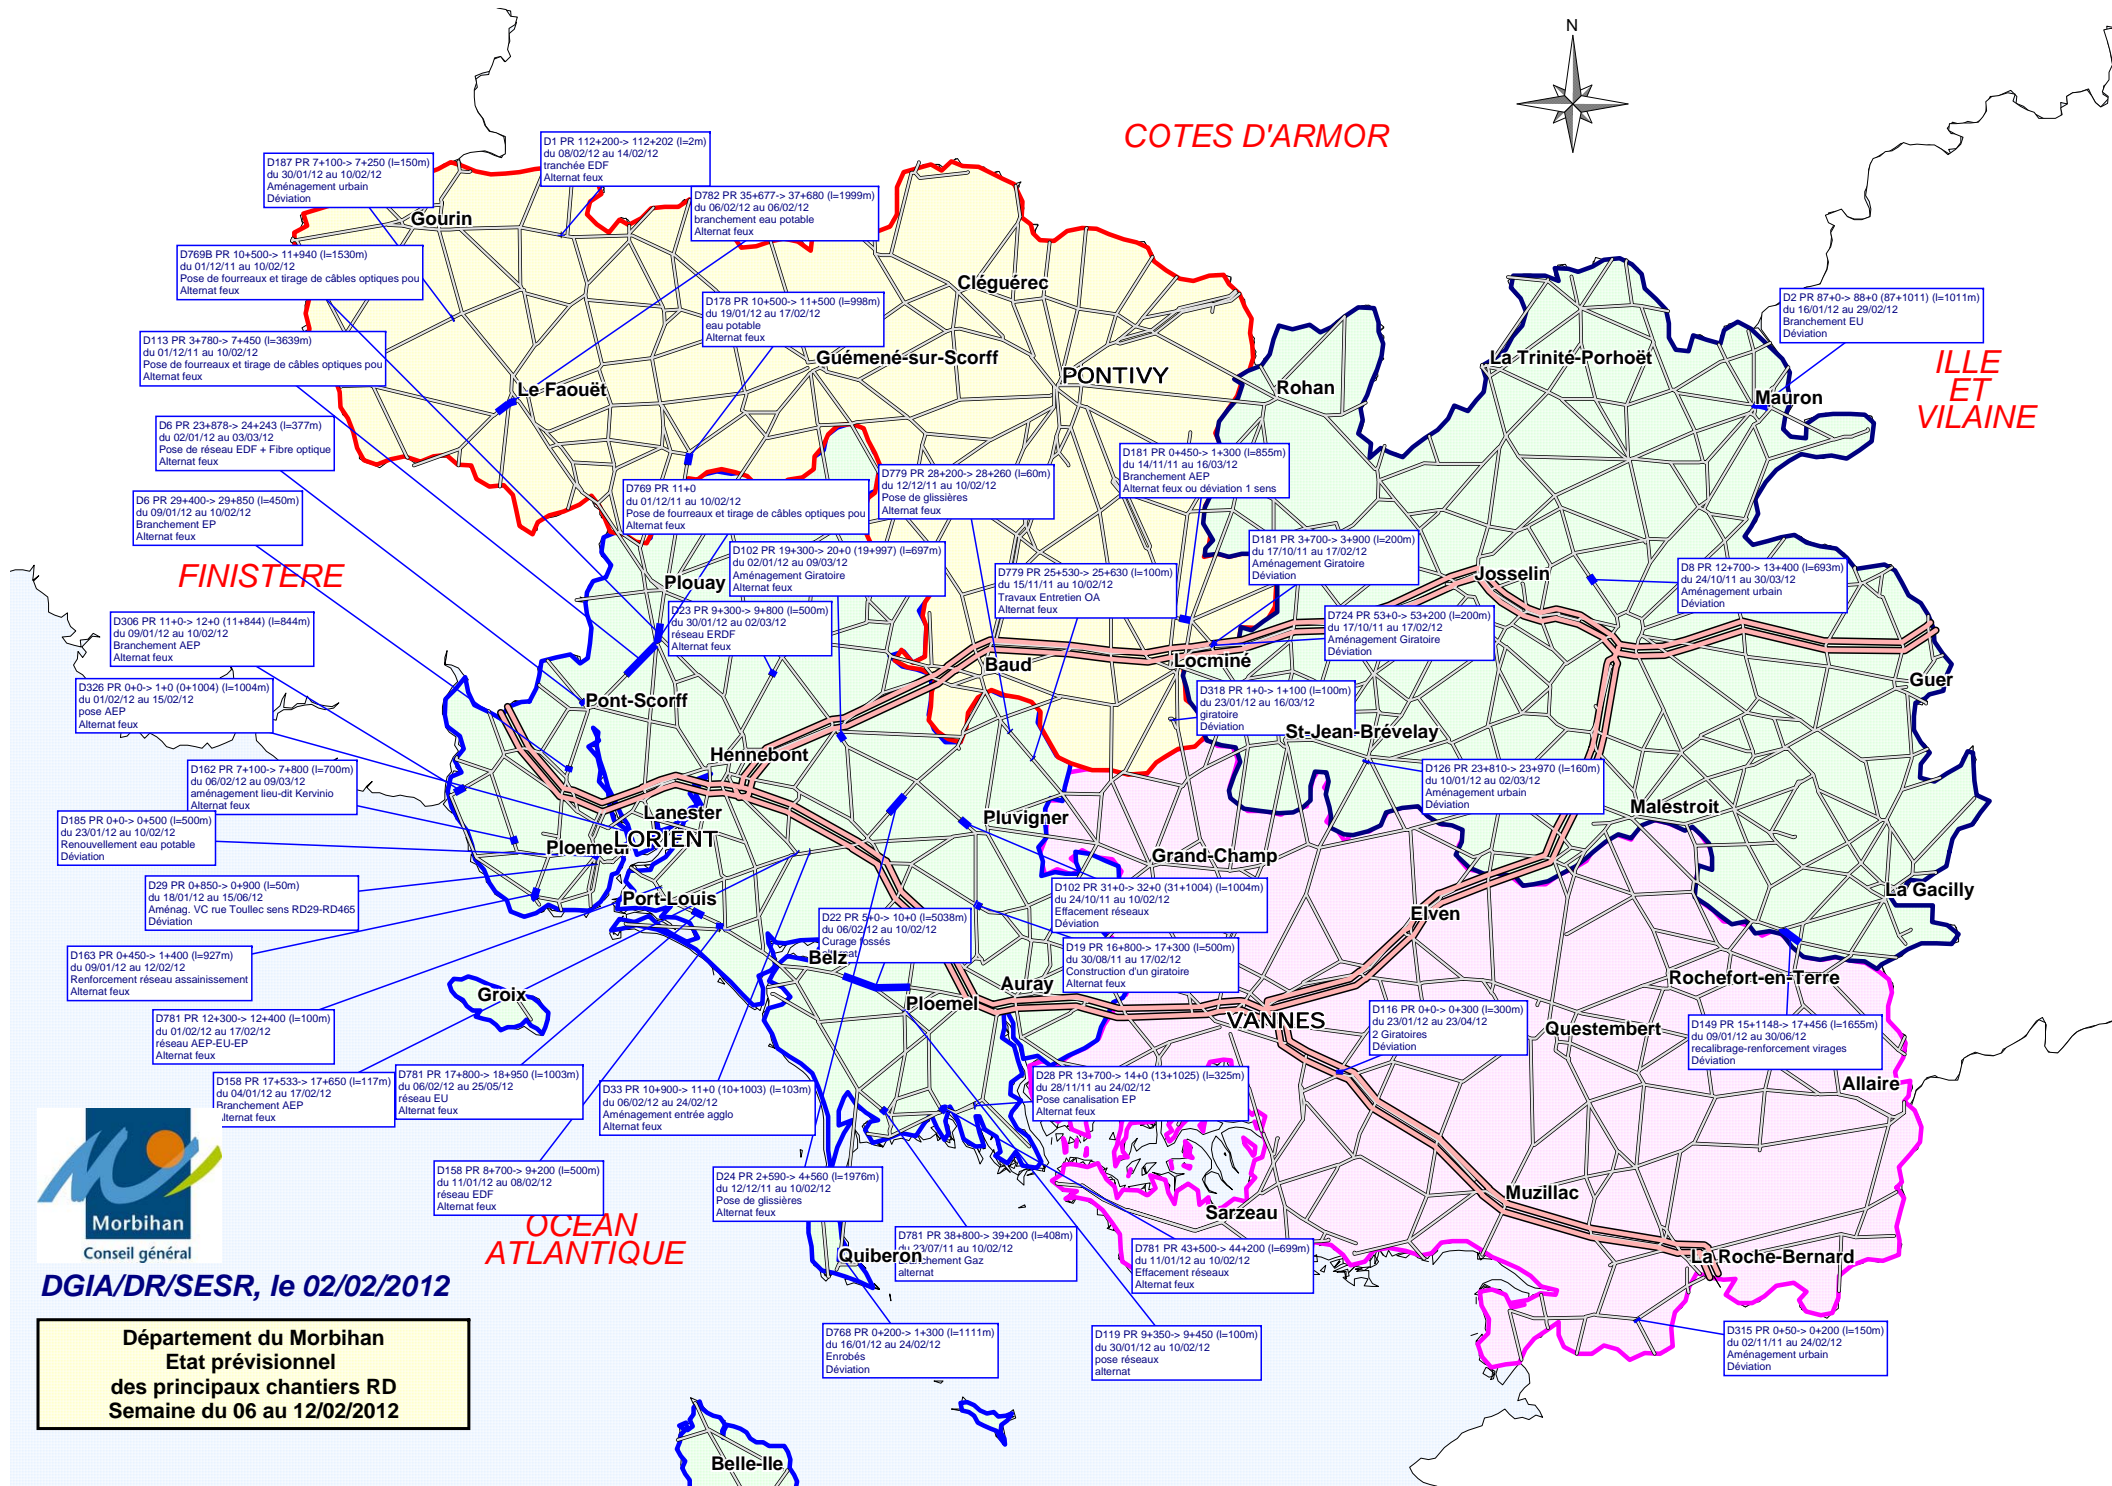 N
COTES D'ARMOR
D1 PR 112+200-> 112+202 (l=2m)
du 08/02/12 au 14/02/12
tranchée EDF
Alternat feux
D187 PR 7+100-> 7+250 (l=150m)
du 30/01/12 au 10/02/12
Aménagement urbain
Déviation
D782 PR 35+677-> 37+680 (l=1999m)
du 06/02/12 au 06/02/12
branchement eau potable
Alternat feux
Gourin
D769B PR 10+500-> 11+940 (l=1530m)
du 01/12/11 au 10/02/12
Pose de fourreaux et tirage de câbles optiques pou
Alternat feux
Cléguérec
D178 PR 10+500-> 11+500 (l=998m)
du 19/01/12 au 17/02/12
eau potable
Alternat feux
D2 PR 87+0-> 88+0 (87+1011) (l=1011m)
du 16/01/12 au 29/02/12
Branchement EU
Déviation
D113 PR 3+780-> 7+450 (l=3639m)
du 01/12/11 au 10/02/12
Pose de fourreaux et tirage de câbles optiques pou
Alternat feux
Guémené-sur-Scorff
La Trinité-Porhoët
ILLE
ET
VILAINE
PONTIVY
Rohan
Le Faouët
Mauron
D6 PR 23+878-> 24+243 (l=377m)
du 02/01/12 au 03/03/12
Pose de réseau EDF + Fibre optique
Alternat feux
D181 PR 0+450-> 1+300 (l=855m)
du 14/11/11 au 16/03/12
Branchement AEP
Alternat feux ou déviation 1 sens
D779 PR 28+200-> 28+260 (l=60m)
du 12/12/11 au 10/02/12
Pose de glissières
Alternat feux
D769 PR 11+0
du 01/12/11 au 10/02/12
Pose de fourreaux et tirage de câbles optiques pou
Alternat feux
D6 PR 29+400-> 29+850 (l=450m)
du 09/01/12 au 10/02/12
Branchement EP
Alternat feux
D181 PR 3+700-> 3+900 (l=200m)
du 17/10/11 au 17/02/12
Aménagement Giratoire
Déviation
D102 PR 19+300-> 20+0 (19+997) (l=697m)
du 02/01/12 au 09/03/12
Aménagement Giratoire
Alternat feux
FINISTERE
Plouay
D779 PR 25+530-> 25+630 (l=100m)
du 15/11/11 au 10/02/12
Travaux Entretien OA
Alternat feux
Josselin
D8 PR 12+700-> 13+400 (l=693m)
du 24/10/11 au 30/03/12
Aménagement urbain
Déviation
D23 PR 9+300-> 9+800 (l=500m)
du 30/01/12 au 02/03/12
réseau ERDF
Alternat feux
D306 PR 11+0-> 12+0 (11+844) (l=844m)
du 09/01/12 au 10/02/12
Branchement AEP
Alternat feux
D724 PR 53+0-> 53+200 (l=200m)
du 17/10/11 au 17/02/12
Aménagement Giratoire
Déviation
Baud
Locminé
Guer
D326 PR 0+0-> 1+0 (0+1004) (l=1004m)
du 01/02/12 au 15/02/12
pose AEP
Alternat feux
Pont-Scorff
D318 PR 1+0-> 1+100 (l=100m)
du 23/01/12 au 16/03/12
giratoire
Déviation
St-Jean-Brévelay
Hennebont
D162 PR 7+100-> 7+800 (l=700m)
du 06/02/12 au 09/03/12
aménagement lieu-dit Kervinio
Alternat feux
D126 PR 23+810-> 23+970 (l=160m)
du 10/01/12 au 02/03/12
Aménagement urbain
Déviation
Malestroit
Lanester
Pluvigner
D185 PR 0+0-> 0+500 (l=500m)
du 23/01/12 au 10/02/12
Renouvellement eau potable
Déviation
LORIENT
Ploemeur
Grand-Champ
D29 PR 0+850-> 0+900 (l=50m)
du 18/01/12 au 15/06/12
Aménag. VC rue Toullec sens RD29-RD465
Déviation
Port-Louis
D102 PR 31+0-> 32+0 (31+1004) (l=1004m)
du 24/10/11 au 10/02/12
Effacement réseaux
Déviation
La Gacilly
Elven
D22 PR 5+0-> 10+0 (l=5038m)
du 06/02/12 au 10/02/12
Curage fossés
Belz
D19 PR 16+800-> 17+300 (l=500m)
du 30/08/11 au 17/02/12
Construction d'un giratoire
Alternat feux
D163 PR 0+450-> 1+400 (l=927m)
du 09/01/12 au 12/02/12
Renforcement réseau assainissement
Alternat feux
Rochefort-en-Terre
Groix
Auray
Ploemel
D781 PR 12+300-> 12+400 (l=100m)
du 01/02/12 au 17/02/12
réseau AEP-EU-EP
Alternat feux
VANNES
D116 PR 0+0-> 0+300 (l=300m)
du 23/01/12 au 23/04/12
2 Giratoires
Déviation
Questembert
D149 PR 15+1148-> 17+456 (l=1655m)
du 09/01/12 au 30/06/12
recalibrage-renforcement virages
Déviation
Allaire
D158 PR 17+533-> 17+650 (l=117m)
du 04/01/12 au 17/02/12
Branchement AEP
Alternat feux
D781 PR 17+800-> 18+950 (l=1003m)
du 06/02/12 au 25/05/12
réseau EU
Alternat feux
D33 PR 10+900-> 11+0 (10+1003) (l=103m)
du 06/02/12 au 24/02/12
Aménagement entrée agglo
Alternat feux
D28 PR 13+700-> 14+0 (13+1025) (l=325m)
du 28/11/11 au 24/02/12
Pose canalisation EP
Alternat feux
D158 PR 8+700-> 9+200 (l=500m)
du 11/01/12 au 08/02/12
réseau EDF
Alternat feux
D24 PR 2+590-> 4+560 (l=1976m)
du 12/12/11 au 10/02/12
Pose de glissières
Alternat feux
Muzillac
Sarzeau
OCEAN
ATLANTIQUE
Morbihan
Conseil général
D781 PR 38+800-> 39+200 (l=408m)
du 23/07/11 au 10/02/12
Branchement Gaz
alternat
Quiberon
D781 PR 43+500-> 44+200 (l=699m)
du 11/01/12 au 10/02/12
Effacement réseaux
Alternat feux
La Roche-Bernard
DGIA/DR/SESR, le 02/02/2012
Département du Morbihan
Etat prévisionnel
des principaux chantiers RD
Semaine du 06 au 12/02/2012
D768 PR 0+200-> 1+300 (l=1111m)
du 16/01/12 au 24/02/12
Enrobés
Déviation
D119 PR 9+350-> 9+450 (l=100m)
du 30/01/12 au 10/02/12
pose réseaux
alternat
D315 PR 0+50-> 0+200 (l=150m)
du 02/11/11 au 24/02/12
Aménagement urbain
Déviation
Belle-Ile